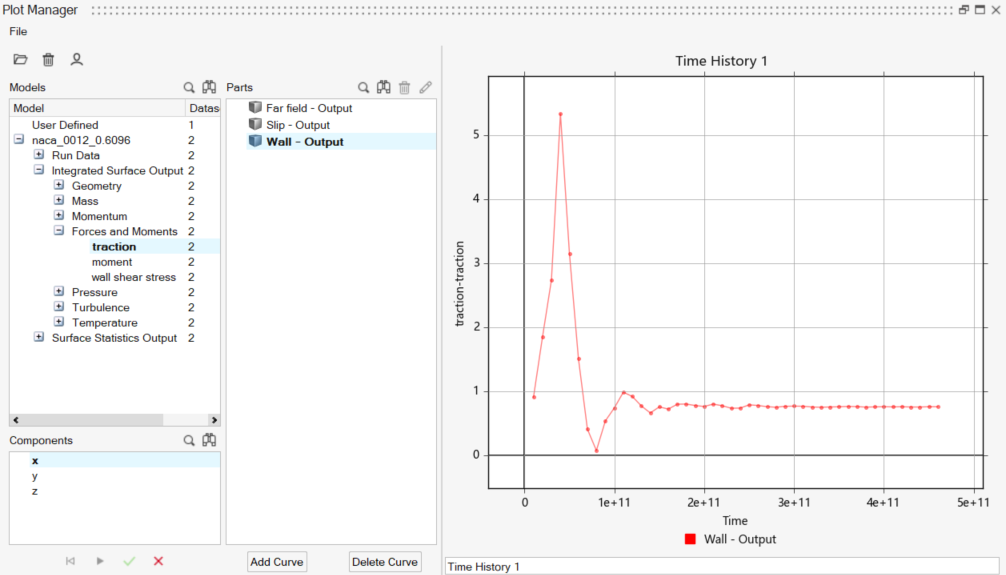 Plot Manager
File
Models
Parts
Model Datas
User Defined 1
naca_0012_0.6096 2
Run Data 2
Integrated Surface Output 2
Geometry 2
Mass 2
Momentum 2
Forces and Moments 2
traction 2
moment 2
wall shear stress 2
Pressure 2
Turbulence 2
Temperature 2
Surface Statistics Output 2
Far field - Output
Slip - Output
Wall - Output
Components
x
y
z
Add Curve
Delete Curve
Time History 1
traction-traction
5
4
3
2
1
0
0 1e+11 2e+11 3e+11 4e+11 5e+11
Time
Wall - Output
Time History 1